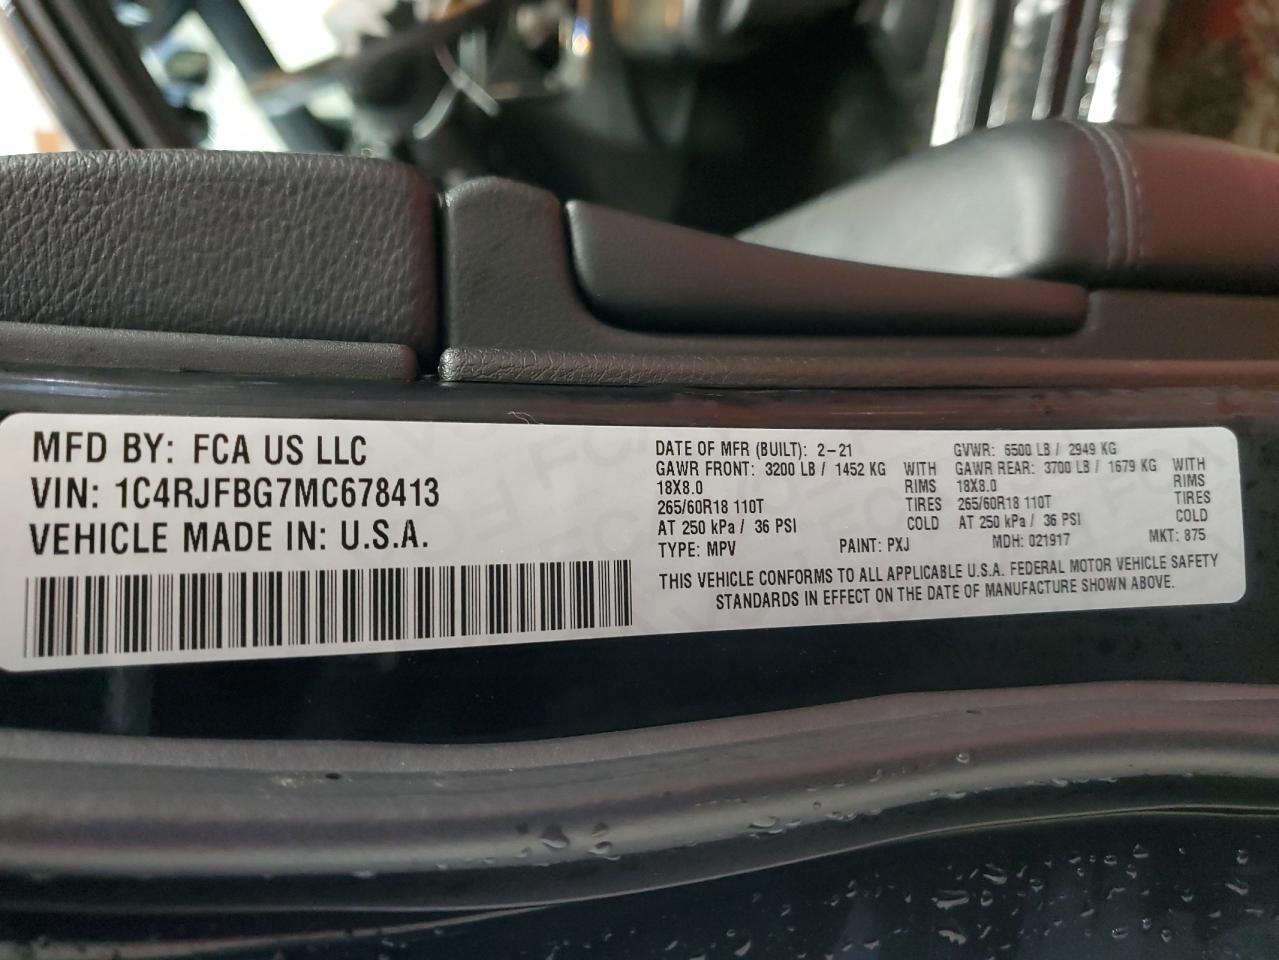 MFD BY: FCA US LLC
VIN: 1C4RJFBG7MC678413
VEHICLE MADE IN: U.S.A.
DATE OF MFR (BUILT): 2-21 GVWR: 6500 LB / 2949 KG
GAWR FRONT: 3200 LB / 1452 KG WITH GAWR REAR: 3700 LB / 1679 KG WITH
18X8.0 RIMS 18X8.0 RIMS
265/60R18 110T TIRES 265/60R18 110T TIRES
AT 250 kPa / 36 PSI COLD AT 250 kPa / 36 PSI COLD
TYPE: MPV PAINT: PXJ MDH: 021917 MKT: 875
THIS VEHICLE CONFORMS TO ALL APPLICABLE U.S.A. FEDERAL MOTOR VEHICLE SAFETY
STANDARDS IN EFFECT ON THE DATE OF MANUFACTURE SHOWN ABOVE.